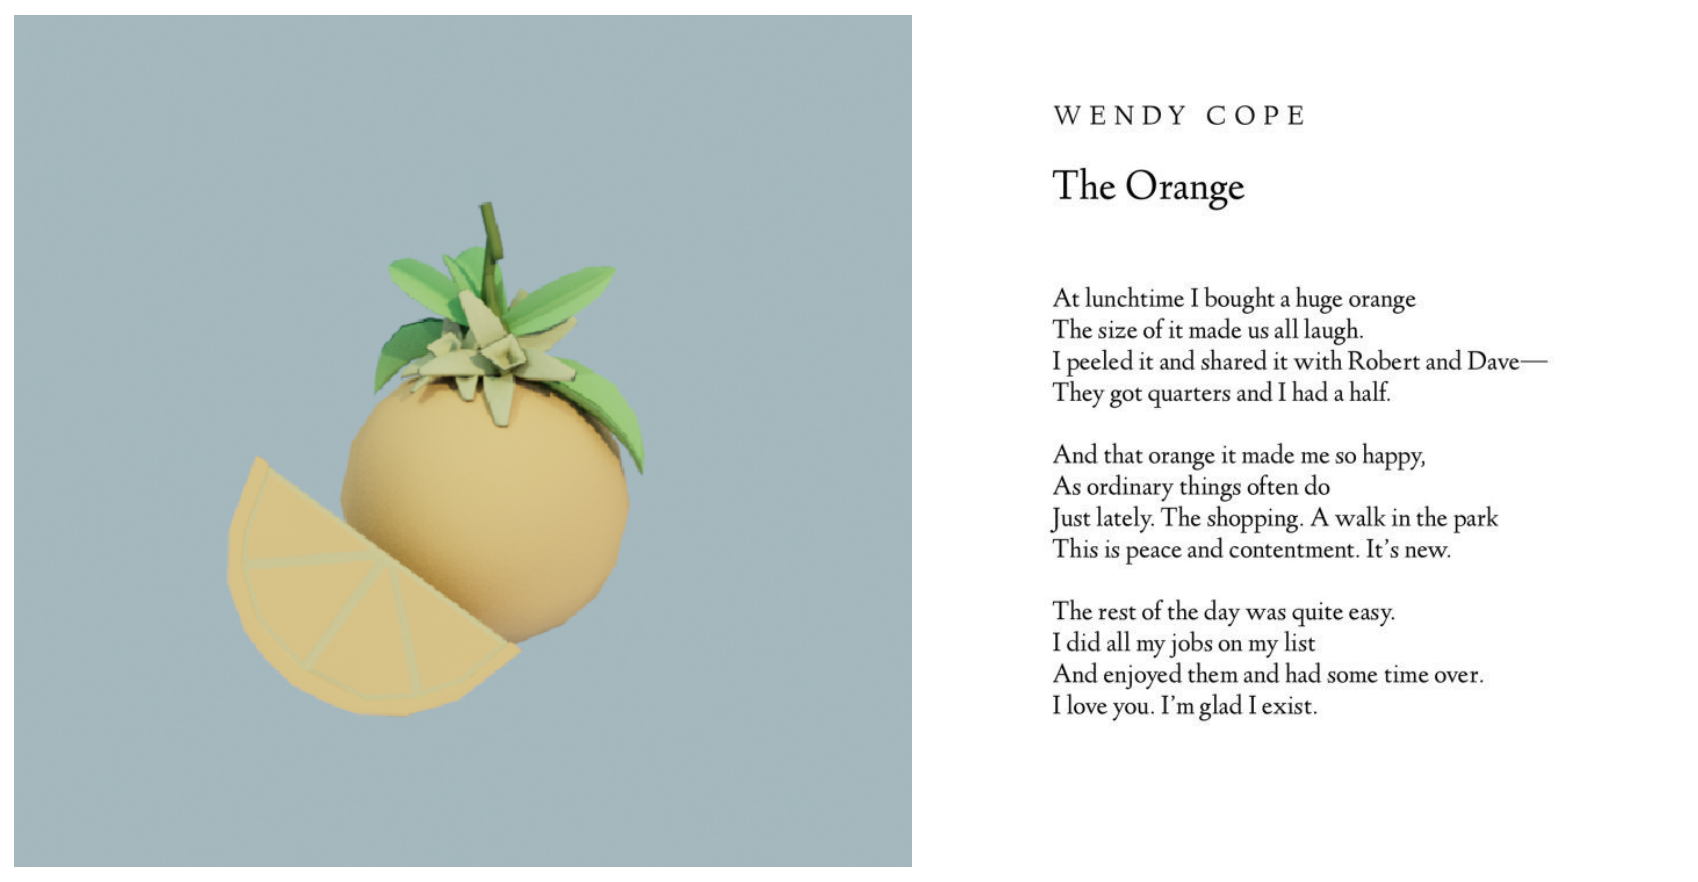 WENDY COPE
The Orange
At lunchtime I bought a huge orange
The size of it made us all laugh.
I peeled it and shared it with Robert and Dave—
They got quarters and I had a half.
And that orange it made me so happy,
As ordinary things often do
Just lately. The shopping. A walk in the park
This is peace and contentment. It’s new.
The rest of the day was quite easy.
I did all my jobs on my list
And enjoyed them and had some time over.
I love you. I’m glad I exist.